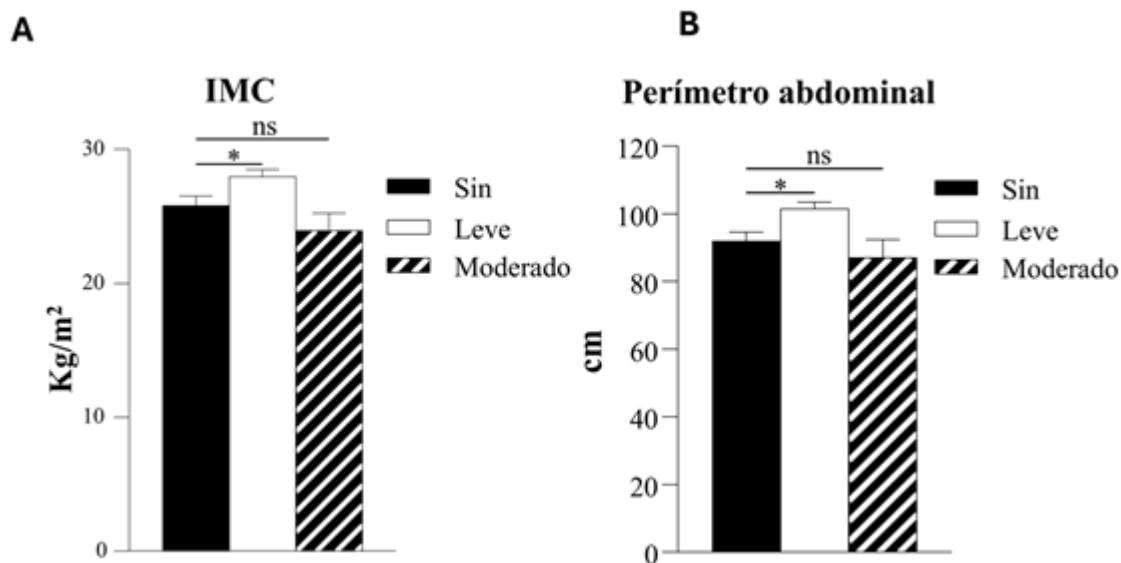 A
IMC
ns
*
30
20
10
0
Kg/m²
Sin
Leve
Moderado
B
Perímetro abdominal
ns
*
120
100
80
60
40
20
0
cm
Sin
Leve
Moderado